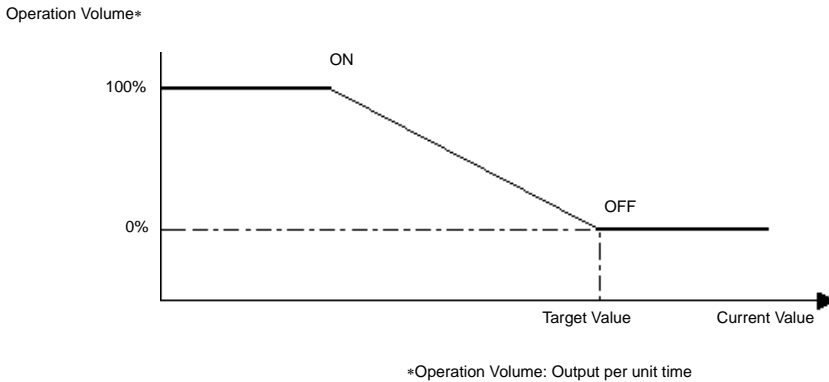 Operation Volume*
ON
100%
OFF
0%
Target Value
Current Value
*Operation Volume: Output per unit time